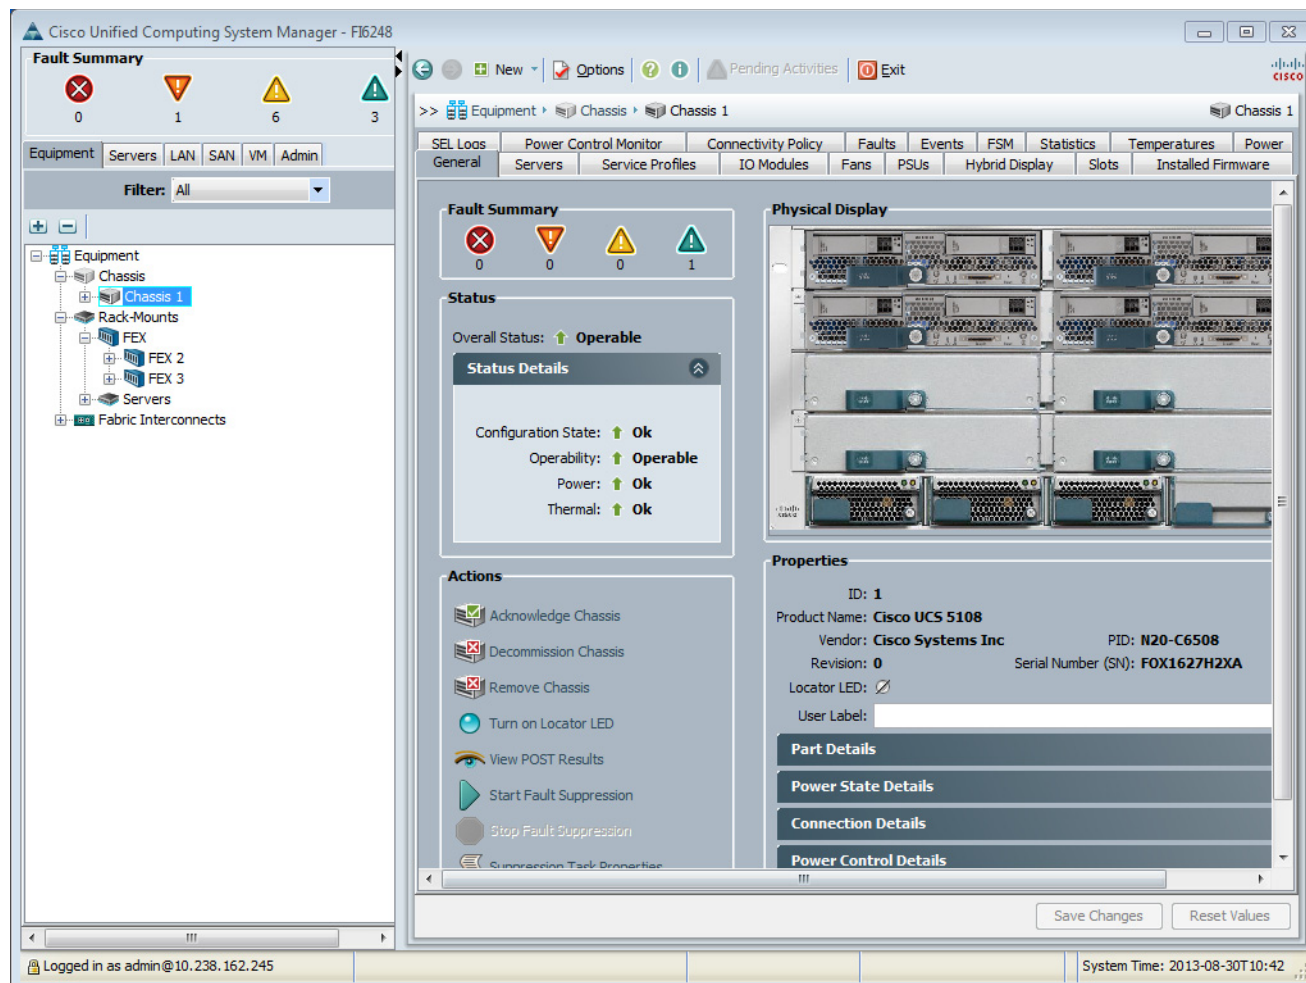 Cisco Unified Computing System Manager - FI6248
Fault Summary
0 1 6 3
New Options Pending Activities Exit
CISCO
>> Equipment Chassis Chassis 1
Chassis 1
Equipment Servers LAN SAN VM Admin
Filter: All
SEL Logs Power Control Monitor Connectivity Policy Faults Events FSM Statistics Temperatures Power
General Servers Service Profiles IO Modules Fans PSUs Hybrid Display Slots Installed Firmware
Equipment
Chassis
Chassis 1
Rack-Mounts
FEX
FEX 2
FEX 3
Servers
Fabric Interconnects
Fault Summary
0 0 0 1
Status
Overall Status: Operable
Status Details
Configuration State: Ok
Operability: Operable
Power: Ok
Thermal: Ok
Actions
Acknowledge Chassis
Decommission Chassis
Remove Chassis
Turn on Locator LED
View POST Results
Start Fault Suppression
Stop Fault Suppression
Suppression Task Properties
Physical Display
Properties
ID: 1
Product Name: Cisco UCS 5108
Vendor: Cisco Systems Inc PID: N20-C6508
Revision: 0 Serial Number (SN): FOX1627H2XA
Locator LED:
User Label:
Part Details
Power State Details
Connection Details
Power Control Details
Save Changes Reset Values
Logged in as admin@10.238.162.245
System Time: 2013-08-30T10:42